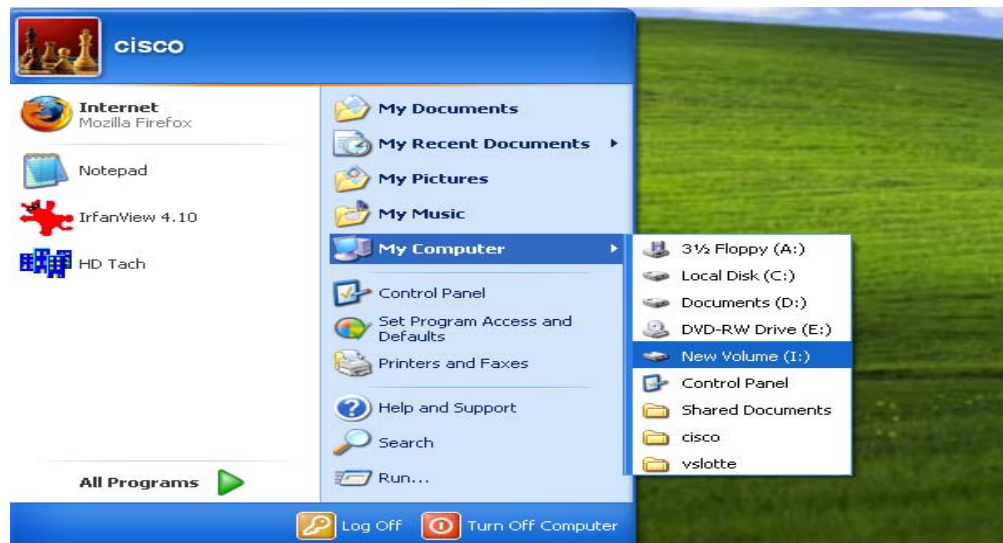 cisco
Internet
Mozilla Firefox
Notepad
IrfanView 4.10
HD Tach
All Programs
My Documents
My Recent Documents
My Pictures
My Music
My Computer
Control Panel
Set Program Access and
Defaults
Printers and Faxes
Help and Support
Search
Run...
3½ Floppy (A:)
Local Disk (C:)
Documents (D:)
DVD-RW Drive (E:)
New Volume (I:)
Control Panel
Shared Documents
cisco
vslotte
Log Off
Turn Off Computer